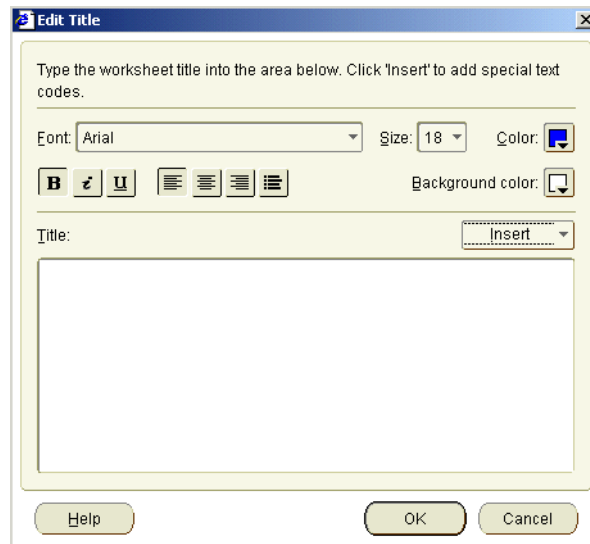 Edit Title
Type the worksheet title into the area below. Click 'Insert' to add special text
codes.
Font: Arial Size: 18 Color:
B i U Background color:
Title: Insert
Help OK Cancel